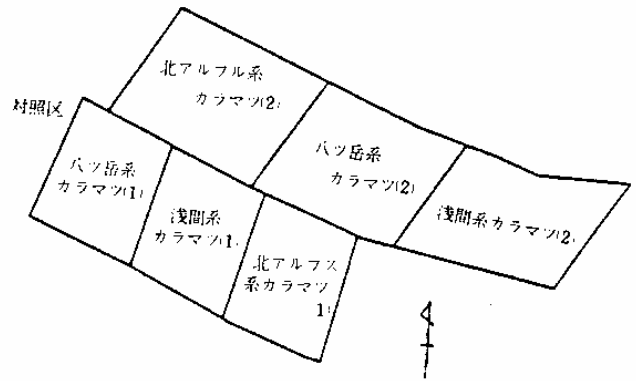 北アルプル系
カラマツ(2)
対照区
八ツ岳系
カラマツ(2)
八ツ岳系
カラマツ(1)
浅間系カラマツ(2)
浅間系
カラマツ(1)
北アルプス
系カラマツ
1)